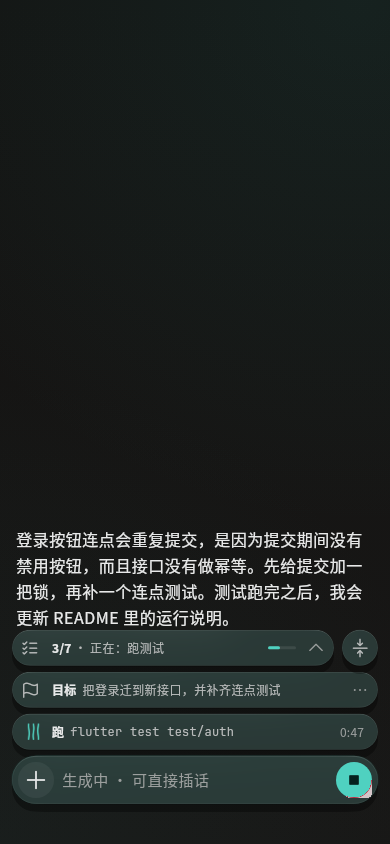 登录按钮连点会重复提交，是因为提交期间没有
禁用按钮，而且接口没有做幂等。先给提交加一
把锁，再补一个连点测试。测试跑完之后，我会
更新 README 里的运行说明。
3/7 · 正在：跑测试
目标 把登录迁到新接口，并补齐连点测试
跑 flutter test test/auth 0:47
生成中 · 可直接插话